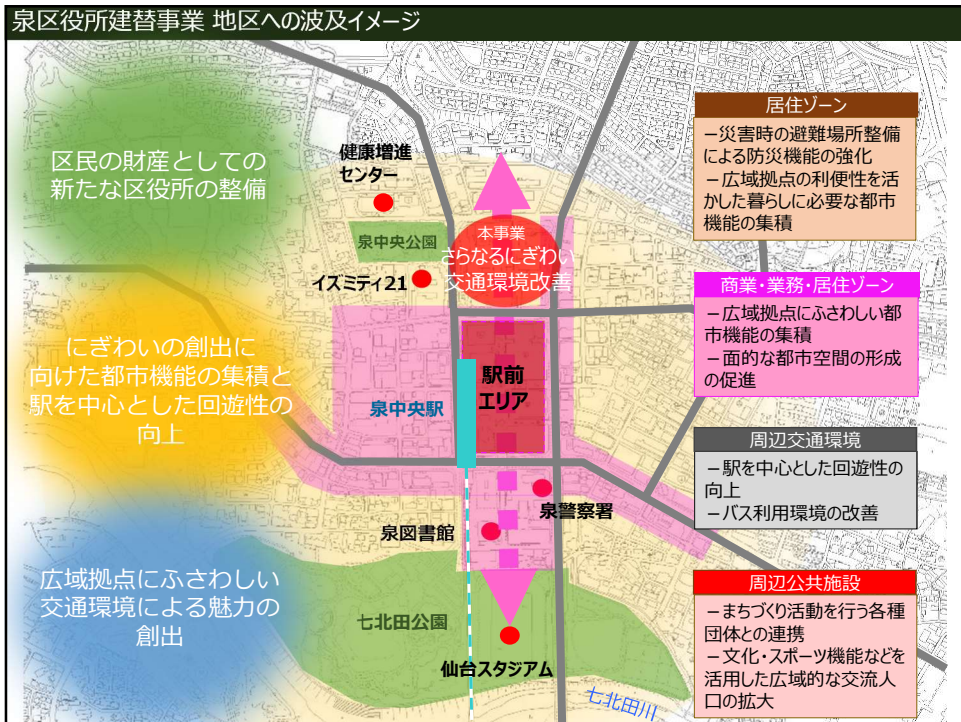 泉区役所建替事業 地区への波及イメージ
区民の財産としての
新たな区役所の整備
にぎわいの創出に
向けた都市機能の集積と
駅を中心とした回遊性の
向上
広域拠点にふさわしい
交通環境による魅力の
創出
健康増進
センター
泉中央公園
イズミティ21
本事業
さらなるにぎわい
交通環境改善
駅前
エリア
泉中央駅
泉警察署
泉図書館
七北田公園
仙台スタジアム
七北田川
居住ゾーン
－災害時の避難場所整備
による防災機能の強化
－広域拠点の利便性を活
かした暮らしに必要な都市
機能の集積
商業・業務・居住ゾーン
－広域拠点にふさわしい都
市機能の集積
－面的な都市空間の形成
の促進
周辺交通環境
－駅を中心とした回遊性の
向上
－バス利用環境の改善
周辺公共施設
－まちづくり活動を行う各種
団体との連携
－文化・スポーツ機能などを
活用した広域的な交流人
口の拡大